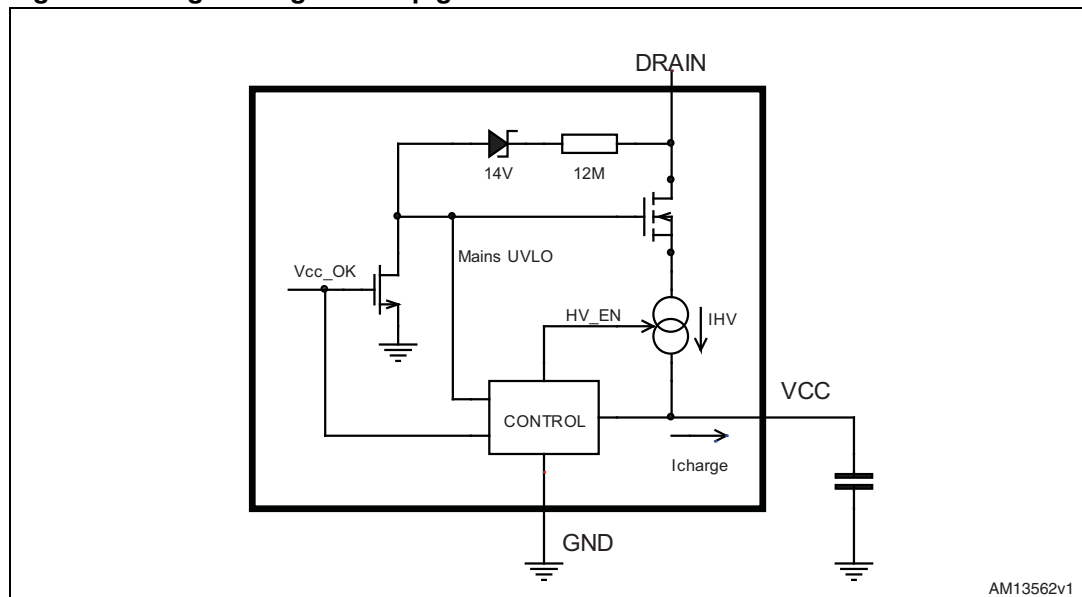 DRAIN
14V
12M
Mains UVLO
Vcc_OK
HV_EN
IHV
VCC
CONTROL
Icharge
GND
AM13562v1